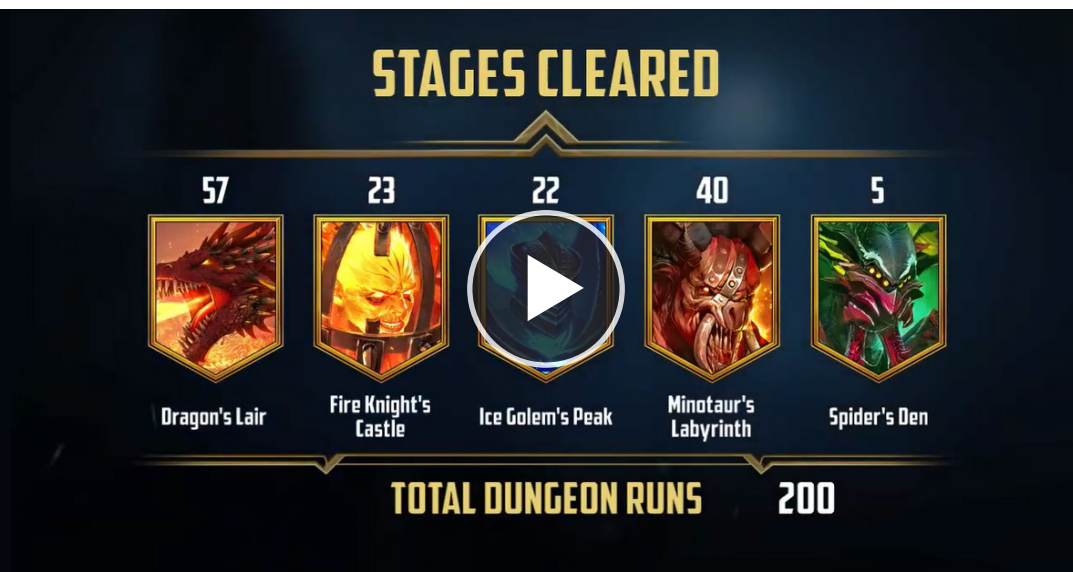 STAGES CLEARED
57 23 22 40 5
Dragon's Lair
Fire Knight's
Castle
Ice Golem's Peak
Minotaur's
Labyrinth
Spider's Den
TOTAL DUNGEON RUNS 200